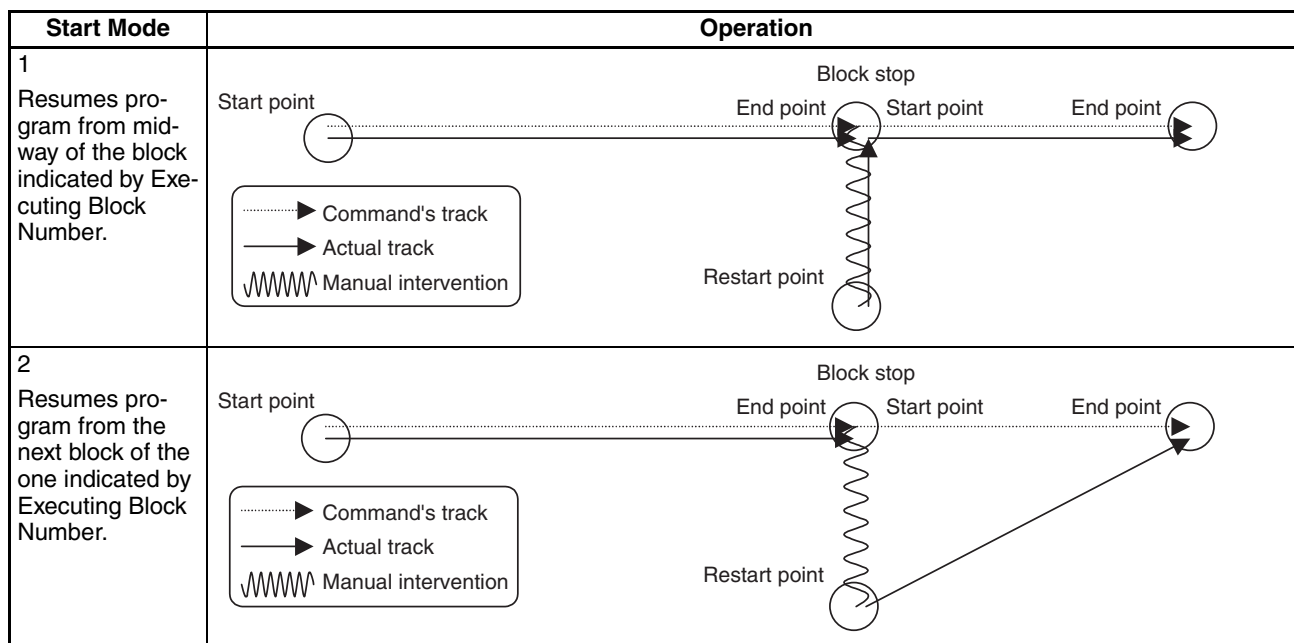 Start Mode
Operation
1
Resumes pro-
gram from mid-
way of the block
indicated by Exe-
cuting Block
Number.
Block stop
Start point
End point
Start point
End point
Command's track
Actual track
Manual intervention
Restart point
2
Resumes pro-
gram from the
next block of the
one indicated by
Executing Block
Number.
Block stop
Start point
End point
Start point
End point
Command's track
Actual track
Manual intervention
Restart point